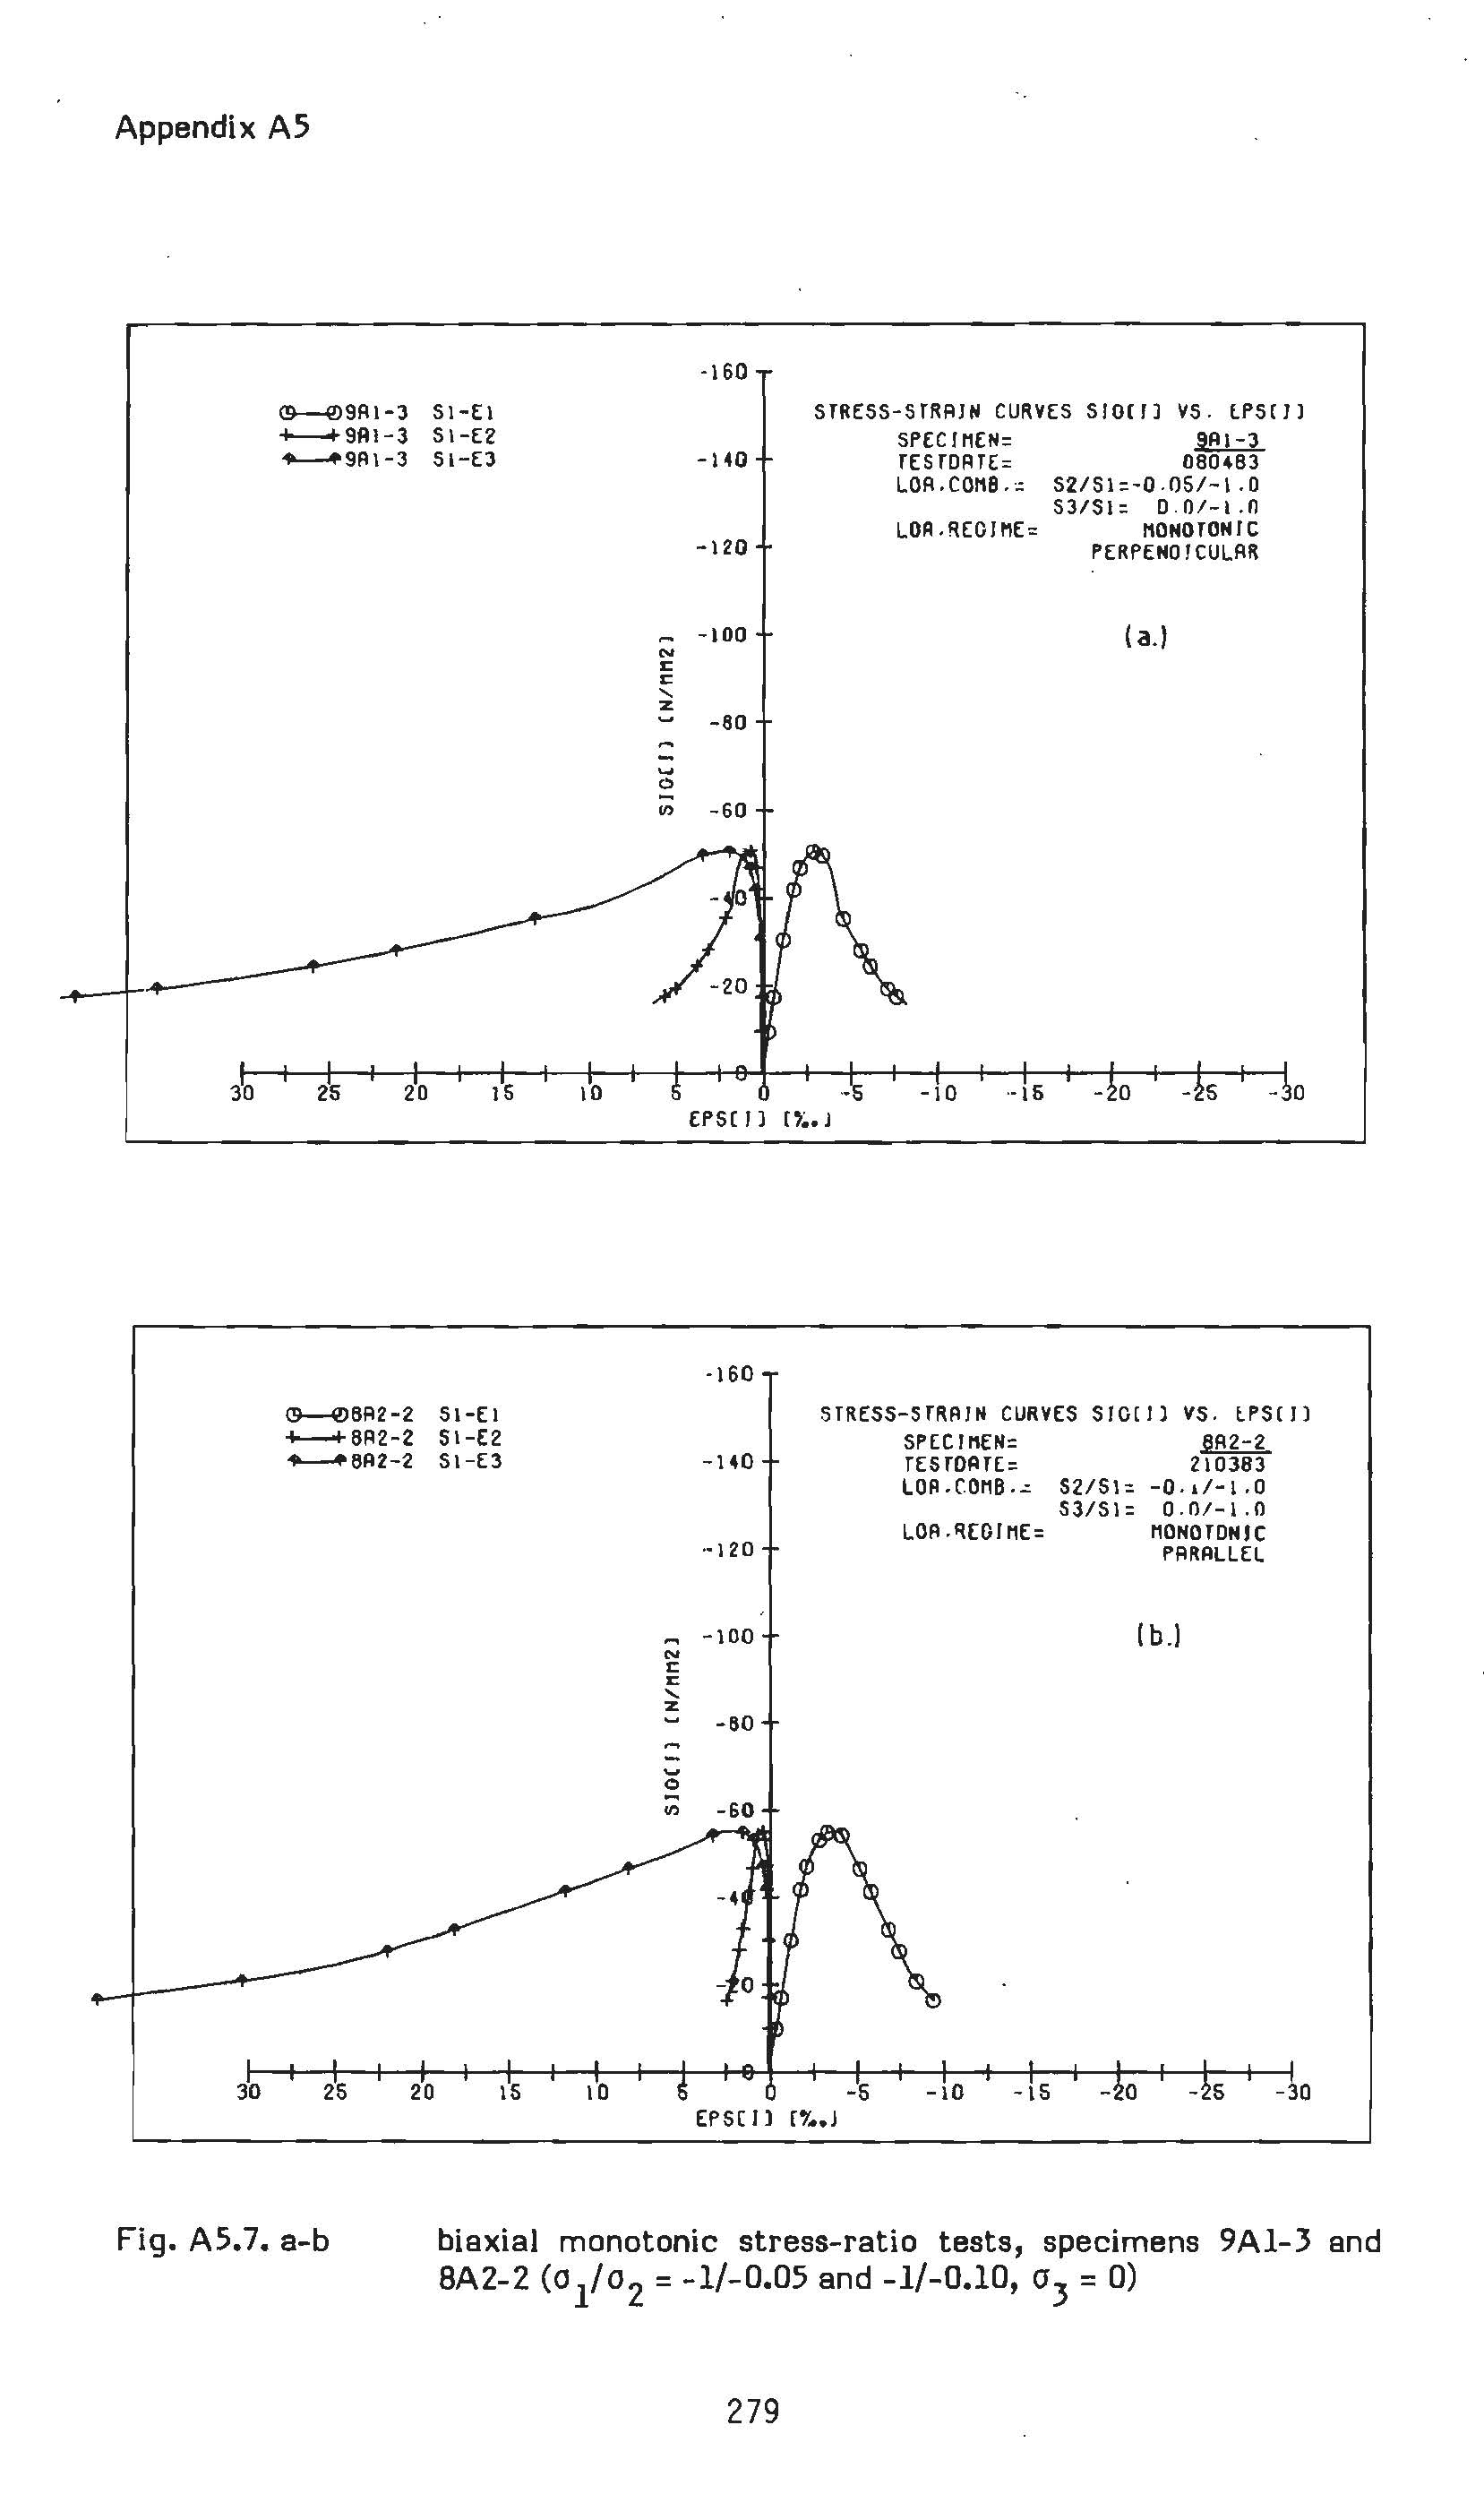 Appendix A5
-160
9A1-3 S1-E1
9A1-3 S1-E2
9A1-3 S1-E3
STRESS-STRAIN CURVES SIG[I] VS. EPS[I]
SPECIMEN= 9A1-3
TESTDATE= 080483
LOA.COMB.= S2/S1=-0.05/-1.0
S3/S1= 0.0/-1.0
LOA.REGIME= MONOTONIC
PERPENDICULAR
-140
-120
-100
(a.)
-80
-60
-40
-20
0
SIG[I] [N/MM2]
30 25 20 15 10 5 0 -5 -10 -15 -20 -25 -30
EPS[I] [‰]
-160
8A2-2 S1-E1
8A2-2 S1-E2
8A2-2 S1-E3
STRESS-STRAIN CURVES SIG[I] VS. EPS[I]
SPECIMEN= 8A2-2
TESTDATE= 210383
LOA.COMB.= S2/S1= -0.1/-1.0
S3/S1= 0.0/-1.0
LOA.REGIME= MONOTONIC
PARALLEL
-140
-120
-100
(b.)
-80
-60
-40
-20
0
SIG[I] [N/MM2]
30 25 20 15 10 5 0 -5 -10 -15 -20 -25 -30
EPS[I] [‰]
Fig. A5.7. a-b biaxial monotonic stress-ratio tests, specimens 9A1-3 and
8A2-2 (σ1/σ2 = -1/-0.05 and -1/-0.10, σ3 = 0)
279